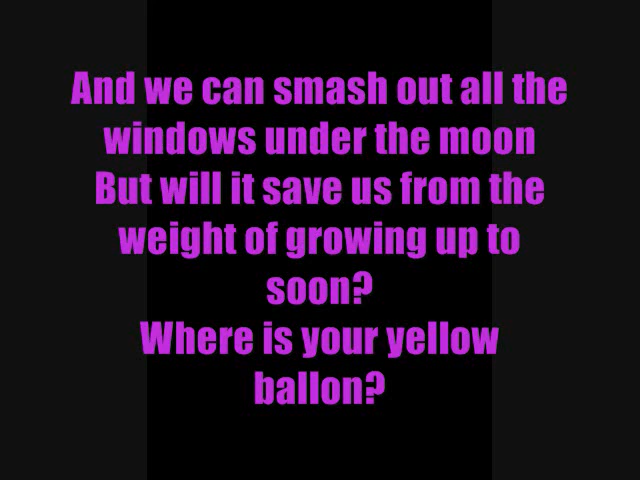 And we can smash out all the
windows under the moon
But will it save us from the
weight of growing up to
soon?
Where is your yellow
ballon?